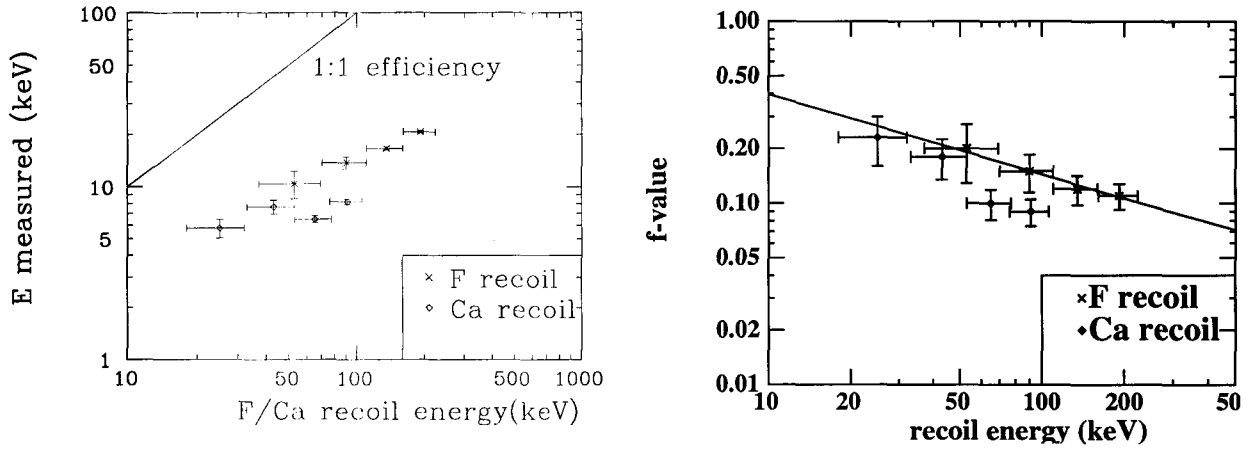 E measured (keV)
100
50
10
5
1
1:1 efficiency
F recoil
Ca recoil
10
50
100
500
1000
F/Ca recoil energy(keV)
f-value
1.00
0.50
0.20
0.10
0.05
0.02
0.01
F recoil
Ca recoil
10
20
50
100
200
50
recoil energy (keV)